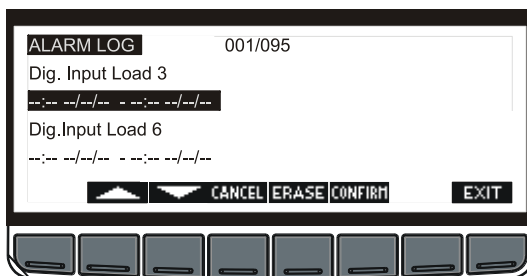 ALARM LOG 001/095
Dig. Input Load 3
--:-- --/--/-- - --:-- --/--/--
Dig.Input Load 6
--:-- --/--/-- - --:-- --/--/--
CANCEL ERASE CONFIRM EXIT